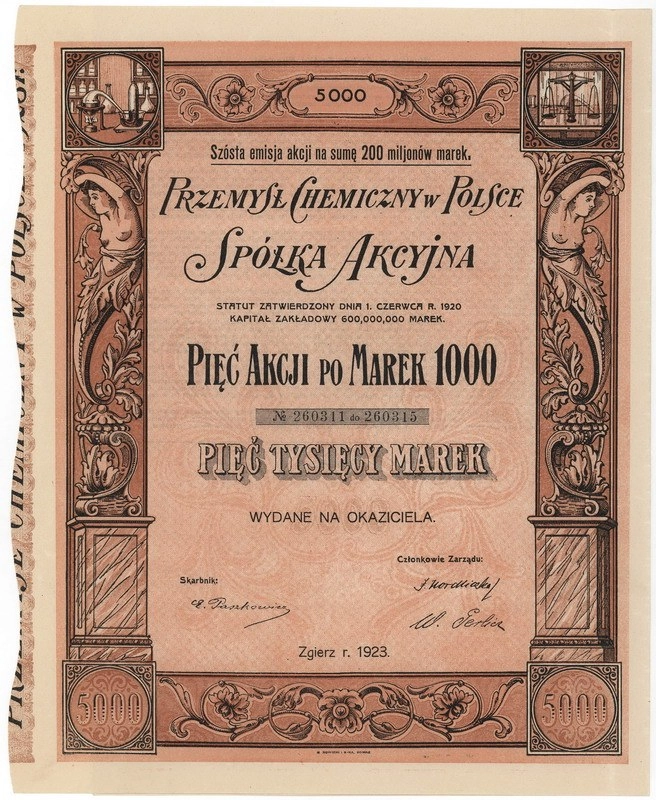 5000
Szósta emisja akcji na sumę 200 miljonów marek.
PRZEMYSŁ CHEMICZNY W POLSCE
SPÓŁKA AKCYJNA
STATUT ZATWIERDZONY DNIA 1. CZERWCA R. 1920
KAPITAŁ ZAKŁADOWY 600,000,000 MAREK.
PIĘĆ AKCJI PO MAREK 1000
№ 260311 do 260315
PIĘĆ TYSIĘCY MAREK
WYDANE NA OKAZICIELA.
Członkowie Zarządu:
Skarbnik:
E. Paszkowicz
Zgierz r. 1923.
5000
5000